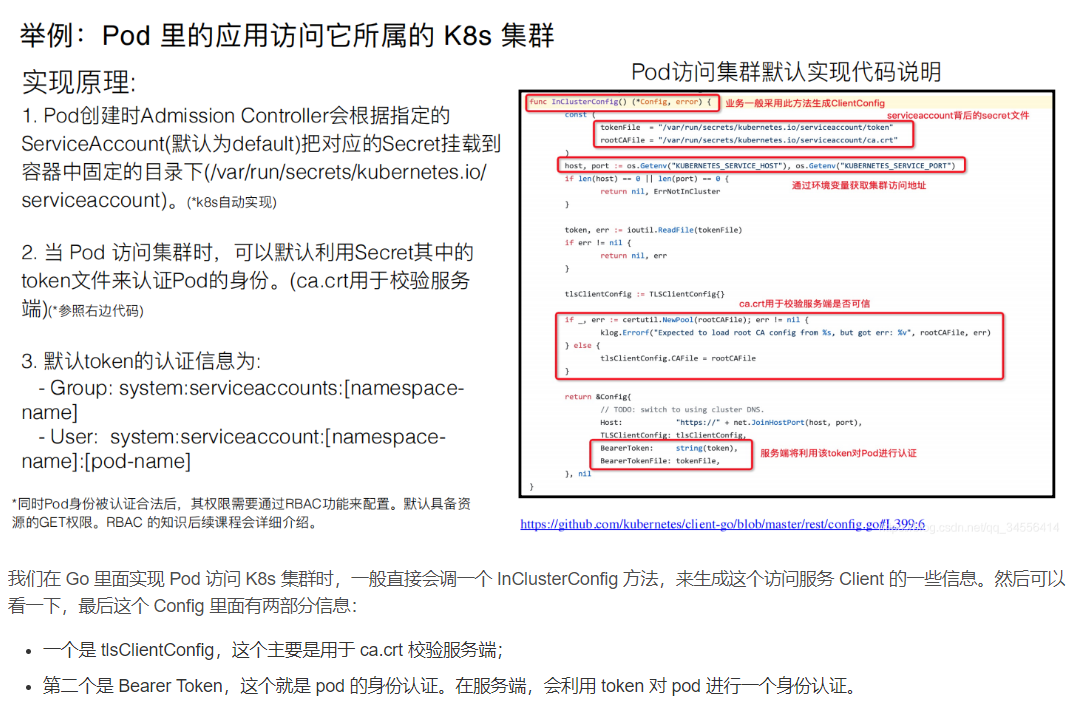 举例：Pod 里的应用访问它所属的 K8s 集群
实现原理:
1. Pod创建时Admission Controller会根据指定的
ServiceAccount(默认为default)把对应的Secret挂载到
容器中固定的目录下(/var/run/secrets/kubernetes.io/
serviceaccount)。(*k8s自动实现)
2. 当 Pod 访问集群时，可以默认利用Secret其中的
token文件来认证Pod的身份。(ca.crt用于校验服务
端)(*参照右边代码)
3. 默认token的认证信息为:
- Group: system:serviceaccounts:[namespace-
name]
- User: system:serviceaccount:[namespace-
name]:[pod-name]
*同时Pod身份被认证合法后，其权限需要通过RBAC功能来配置。默认具备资
源的GET权限。RBAC 的知识后续课程会详细介绍。
Pod访问集群默认实现代码说明
func InClusterConfig() (*Config, error) { 业务一般采用此方法生成ClientConfig
const ( serviceaccount背后的secret文件
tokenFile = "/var/run/secrets/kubernetes.io/serviceaccount/token"
rootCAFile = "/var/run/secrets/kubernetes.io/serviceaccount/ca.crt"
)
host, port := os.Getenv("KUBERNETES_SERVICE_HOST"), os.Getenv("KUBERNETES_SERVICE_PORT")
if len(host) == 0 || len(port) == 0 { 通过环境变量获取集群访问地址
return nil, ErrNotInCluster
}
token, err := ioutil.ReadFile(tokenFile)
if err != nil {
return nil, err
}
tlsClientConfig := TLSClientConfig{}
ca.crt用于校验服务端是否可信
if _, err := certutil.NewPool(rootCAFile); err != nil {
klog.Errorf("Expected to load root CA config from %s, but got err: %v", rootCAFile, err)
} else {
tlsClientConfig.CAFile = rootCAFile
}
return &Config{
// TODO: switch to using cluster DNS.
Host: "https://" + net.JoinHostPort(host, port),
TLSClientConfig: tlsClientConfig,
BearerToken: string(token), 服务端将利用该token对Pod进行认证
BearerTokenFile: tokenFile,
}, nil
}
https://github.com/kubernetes/client-go/blob/master/rest/config.go#L399:6
blog.csdn.net/qq_34556414
我们在 Go 里面实现 Pod 访问 K8s 集群时，一般直接会调一个 InClusterConfig 方法，来生成这个访问服务 Client 的一些信息。然后可以
看一下，最后这个 Config 里面有两部分信息：
• 一个是 tlsClientConfig，这个主要是用于 ca.crt 校验服务端；
• 第二个是 Bearer Token，这个就是 pod 的身份认证。在服务端，会利用 token 对 pod 进行一个身份认证。